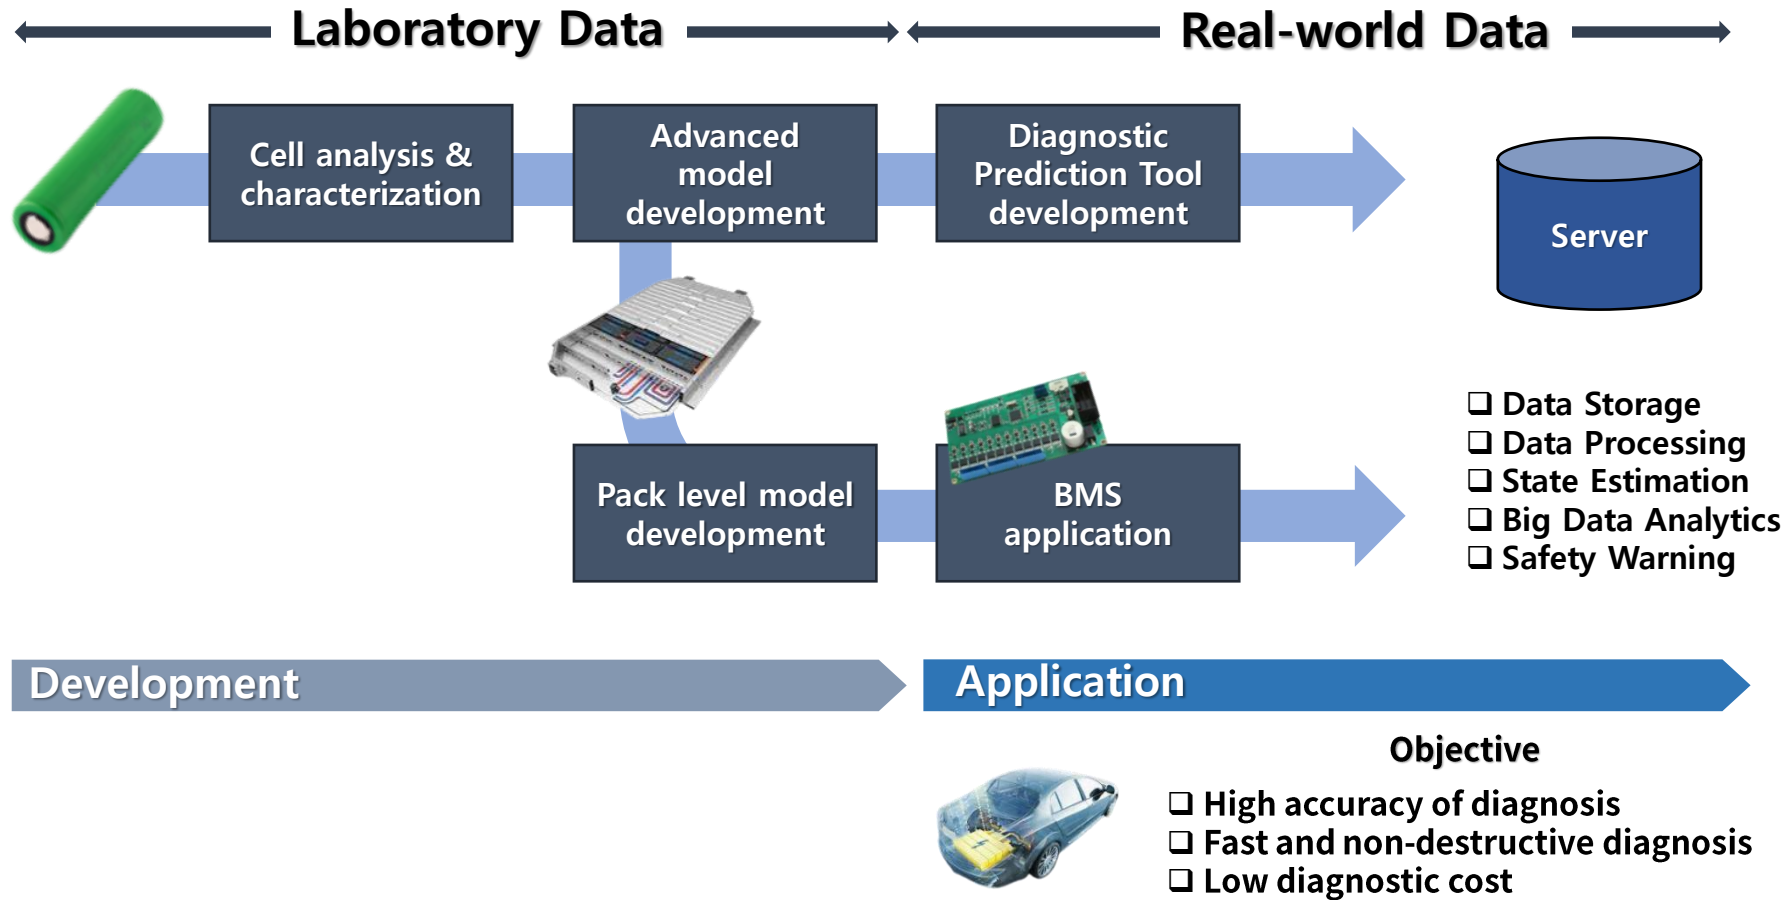 Laboratory Data
Real-world Data
Cell analysis &
characterization
Advanced
model
development
Diagnostic
Prediction Tool
development
Server
Pack level model
development
BMS
application
❑ Data Storage
❑ Data Processing
❑ State Estimation
❑ Big Data Analytics
❑ Safety Warning
Development
Application
Objective
❑ High accuracy of diagnosis
❑ Fast and non-destructive diagnosis
❑ Low diagnostic cost